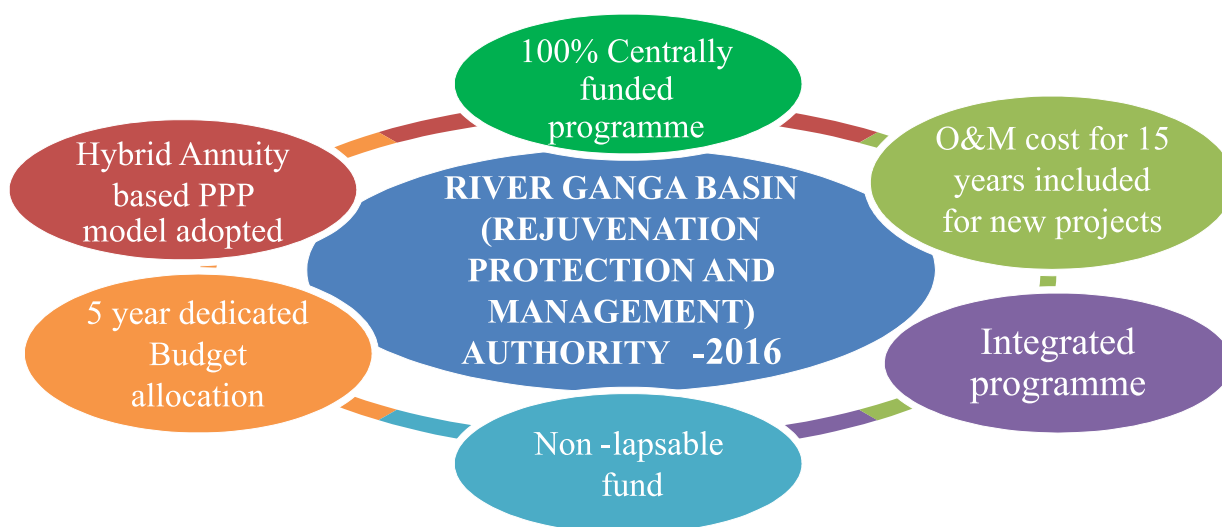 100% Centrally
funded
programme
O&M cost for 15
years included
for new projects
Integrated
programme
Non -lapsable
fund
5 year dedicated
Budget
allocation
Hybrid Annuity
based PPP
model adopted
RIVER GANGA BASIN
(REJUVENATION
PROTECTION AND
MANAGEMENT)
AUTHORITY -2016